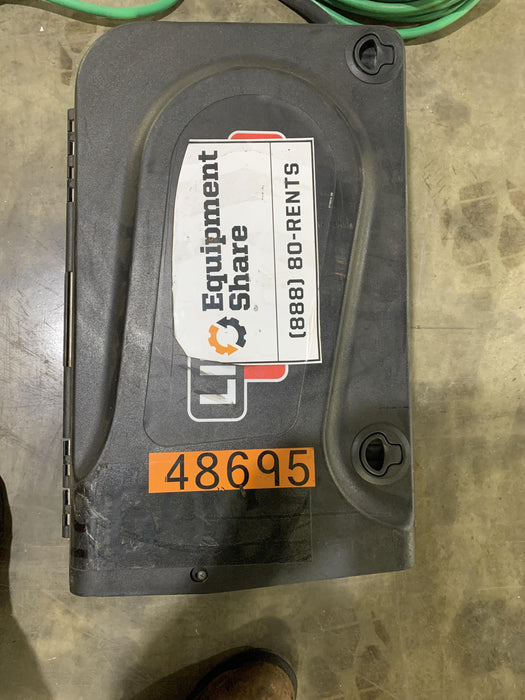 Equipment
Share
(888) 80-RENTS
LI
48695